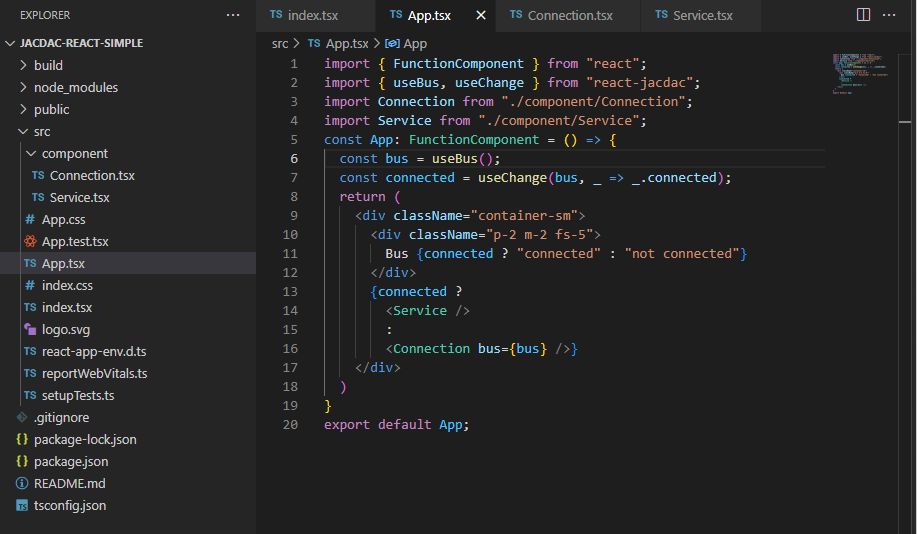 EXPLORER
JACDAC-REACT-SIMPLE
build
node_modules
public
src
component
TS Connection.tsx
TS Service.tsx
# App.css
App.test.tsx
TS App.tsx
# index.css
TS index.tsx
logo.svg
TS react-app-env.d.ts
TS reportWebVitals.ts
TS setupTests.ts
.gitignore
{} package-lock.json
{} package.json
README.md
TS tsconfig.json
TS index.tsx
TS App.tsx
TS Connection.tsx
TS Service.tsx
src > TS App.tsx > App
1 import { FunctionComponent } from "react";
2 import { useBus, useChange } from "react-jacdac";
3 import Connection from "./component/Connection";
4 import Service from "./component/Service";
5 const App: FunctionComponent = () => {
6 const bus = useBus();
7 const connected = useChange(bus, _ => _.connected);
8 return (
9 <div className="container-sm">
10 <div className="p-2 m-2 fs-5">
11 Bus {connected ? "connected" : "not connected"}
12 </div>
13 {connected ?
14 <Service />
15 :
16 <Connection bus={bus} />}
17 </div>
18 )
19 }
20 export default App;